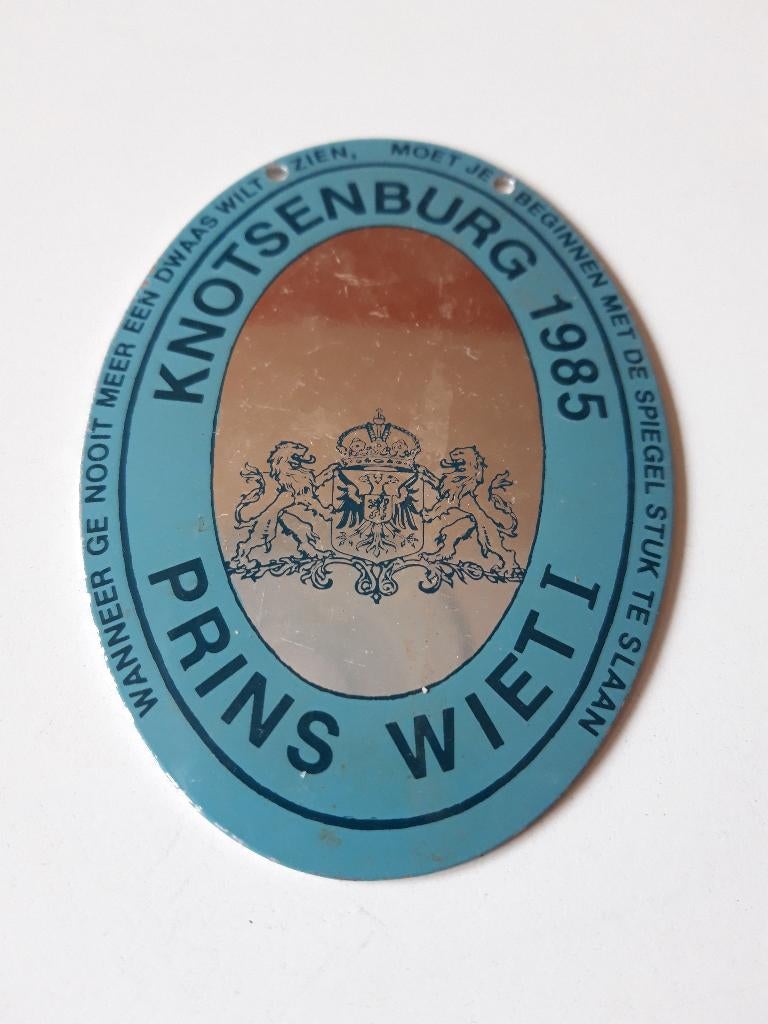 WANNEER GE NOOIT MEER EEN DWAAS WILT ZIEN, MOET JE BEGINNEN MET DE SPIEGEL STUK TE SLAAN
KNOTSENBURG 1985
PRINS WIET I